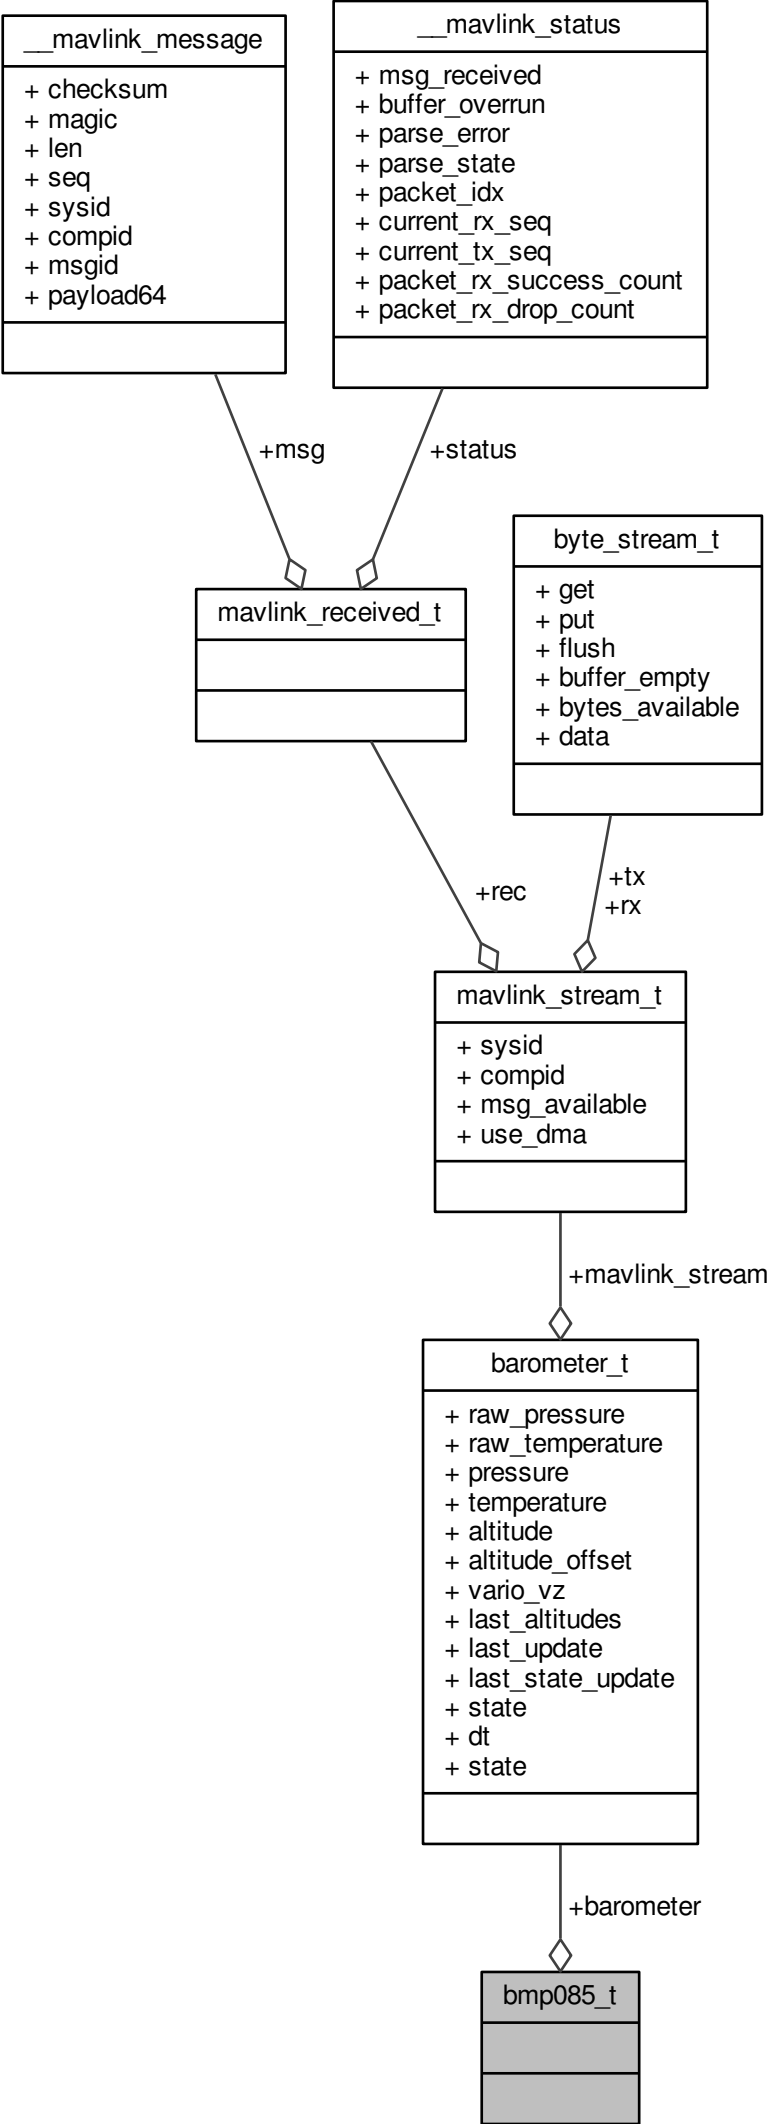 __mavlink_message
+ checksum
+ magic
+ len
+ seq
+ sysid
+ compid
+ msgid
+ payload64
__mavlink_status
+ msg_received
+ buffer_overrun
+ parse_error
+ parse_state
+ packet_idx
+ current_rx_seq
+ current_tx_seq
+ packet_rx_success_count
+ packet_rx_drop_count
+msg
+status
mavlink_received_t
byte_stream_t
+ get
+ put
+ flush
+ buffer_empty
+ bytes_available
+ data
+rec
+tx
+rx
mavlink_stream_t
+ sysid
+ compid
+ msg_available
+ use_dma
+mavlink_stream
barometer_t
+ raw_pressure
+ raw_temperature
+ pressure
+ temperature
+ altitude
+ altitude_offset
+ vario_vz
+ last_altitudes
+ last_update
+ last_state_update
+ state
+ dt
+ state
+barometer
bmp085_t